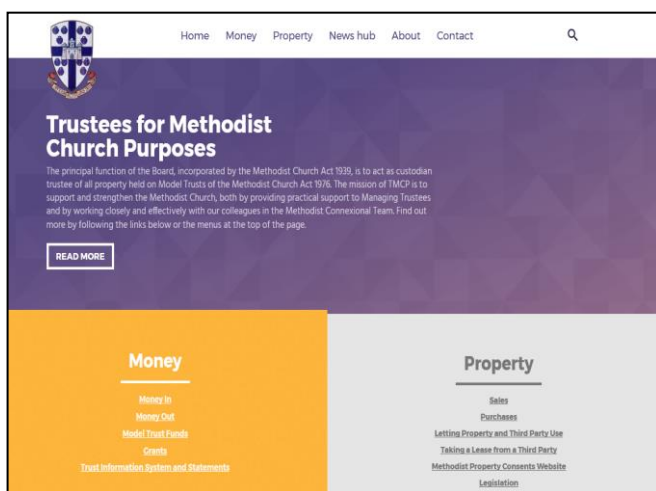 Home Money Property News hub About Contact
Trustees for Methodist
Church Purposes
The principal function of the Board, incorporated by the Methodist Church Act 1939, is to act as custodian
trustee of all property held on Model Trusts of the Methodist Church Act 1976. The mission of TMCP is to
support and strengthen the Methodist Church, both by providing practical support to Managing Trustees
and by working closely and effectively with our colleagues in the Methodist Connexional Team. Find out
more by following the links below or the menus at the top of the page.
READ MORE
Money
Money In
Money Out
Model Trust Funds
Grants
Trust Information System and Statements
Property
Sales
Purchases
Letting Property and Third Party Use
Taking a Lease from a Third Party
Methodist Property Consents Website
Legislation